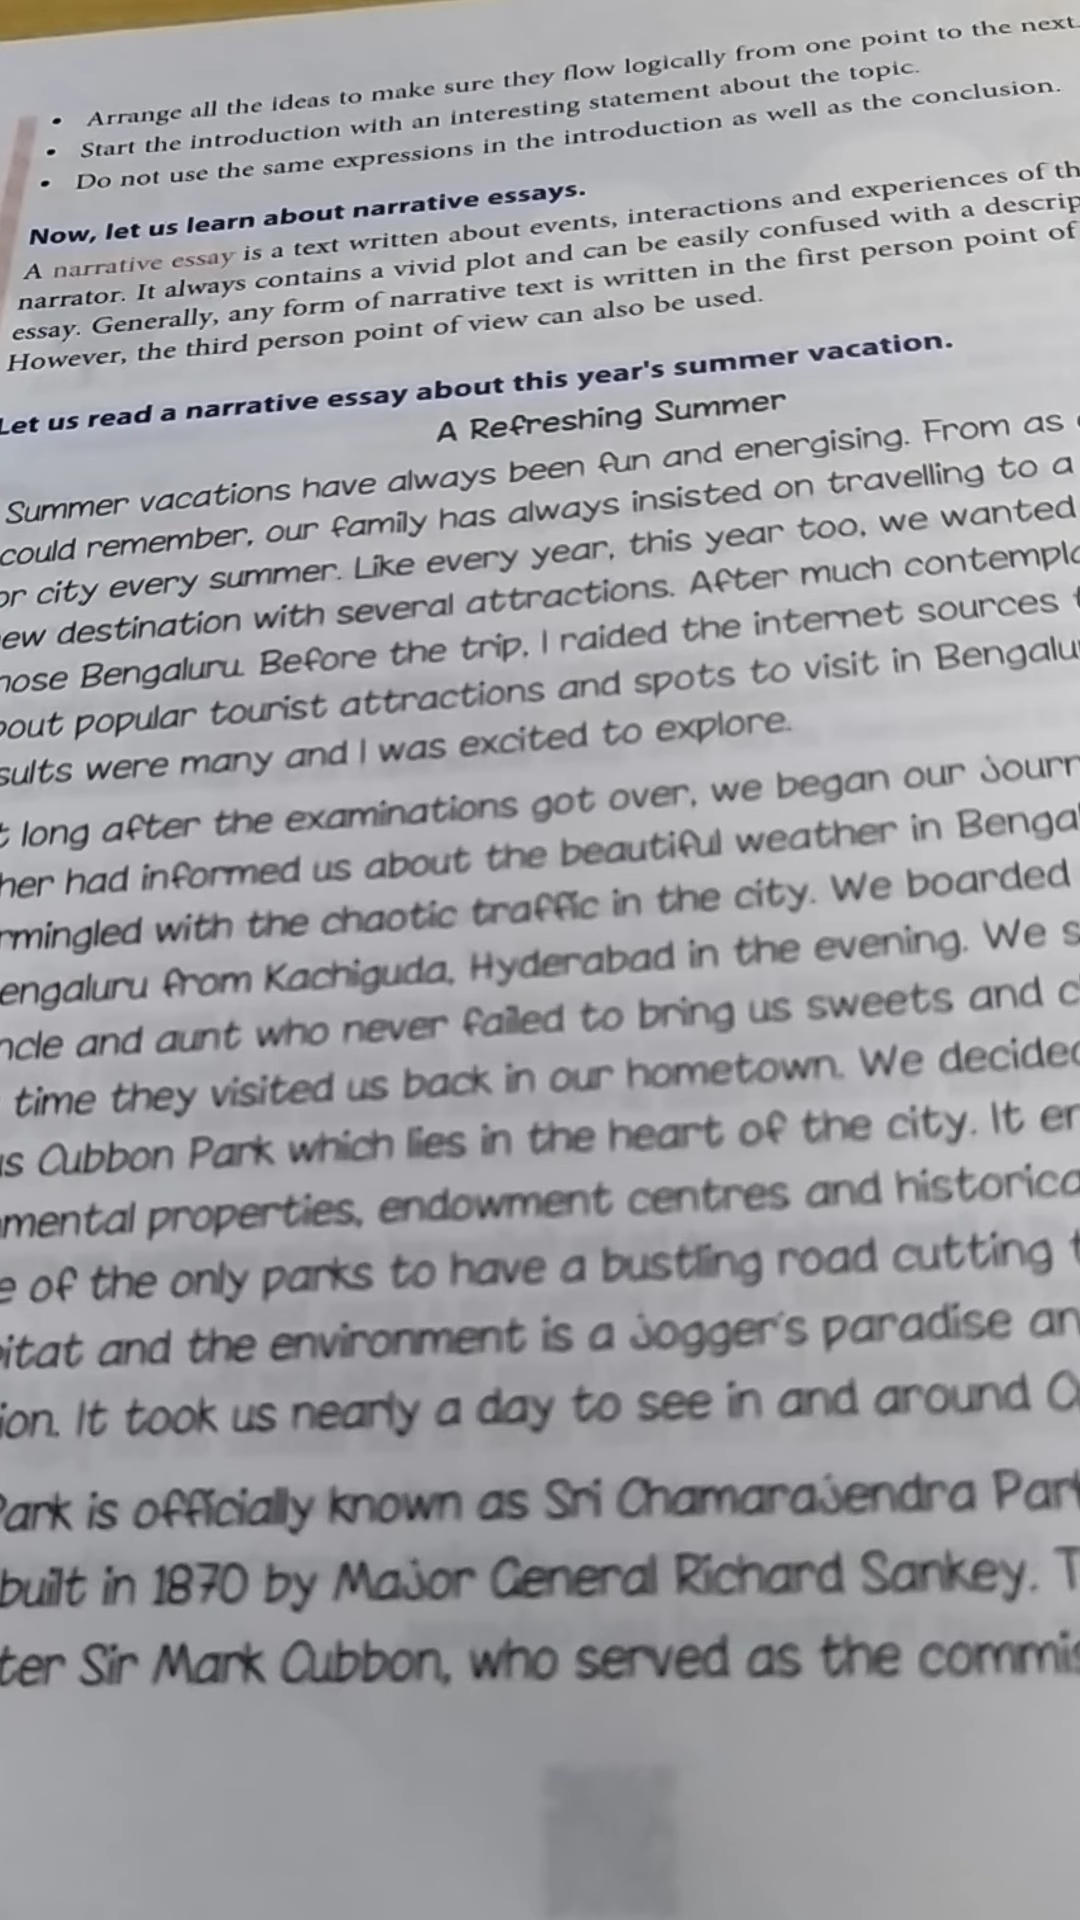 • Arrange all the ideas to make sure they flow logically from one point to the next.
• Start the introduction with an interesting statement about the topic.
• Do not use the same expressions in the introduction as well as the conclusion.
Now, let us learn about narrative essays.
A narrative essay is a text written about events, interactions and experiences of th
narrator. It always contains a vivid plot and can be easily confused with a descrip
essay. Generally, any form of narrative text is written in the first person point of
However, the third person point of view can also be used.
Let us read a narrative essay about this year's summer vacation.
A Refreshing Summer
Summer vacations have always been fun and energising. From as
could remember, our family has always insisted on travelling to a
or city every summer. Like every year, this year too, we wanted
ew destination with several attractions. After much contempla
hose Bengaluru. Before the trip, I raided the internet sources t
bout popular tourist attractions and spots to visit in Bengalu
sults were many and I was excited to explore.
t long after the examinations got over, we began our journ
her had informed us about the beautiful weather in Bengal
rmingled with the chaotic traffic in the city. We boarded
engaluru from Kachiguda, Hyderabad in the evening. We s
ncle and aunt who never failed to bring us sweets and c
time they visited us back in our hometown. We decided
us Cubbon Park which lies in the heart of the city. It en
nmental properties, endowment centres and historica
e of the only parks to have a bustling road cutting t
bitat and the environment is a jogger's paradise an
ion. It took us nearly a day to see in and around C
Park is officially known as Sri Chamarajendra Park
built in 1870 by Major General Richard Sankey. T
ter Sir Mark Cubbon, who served as the commis